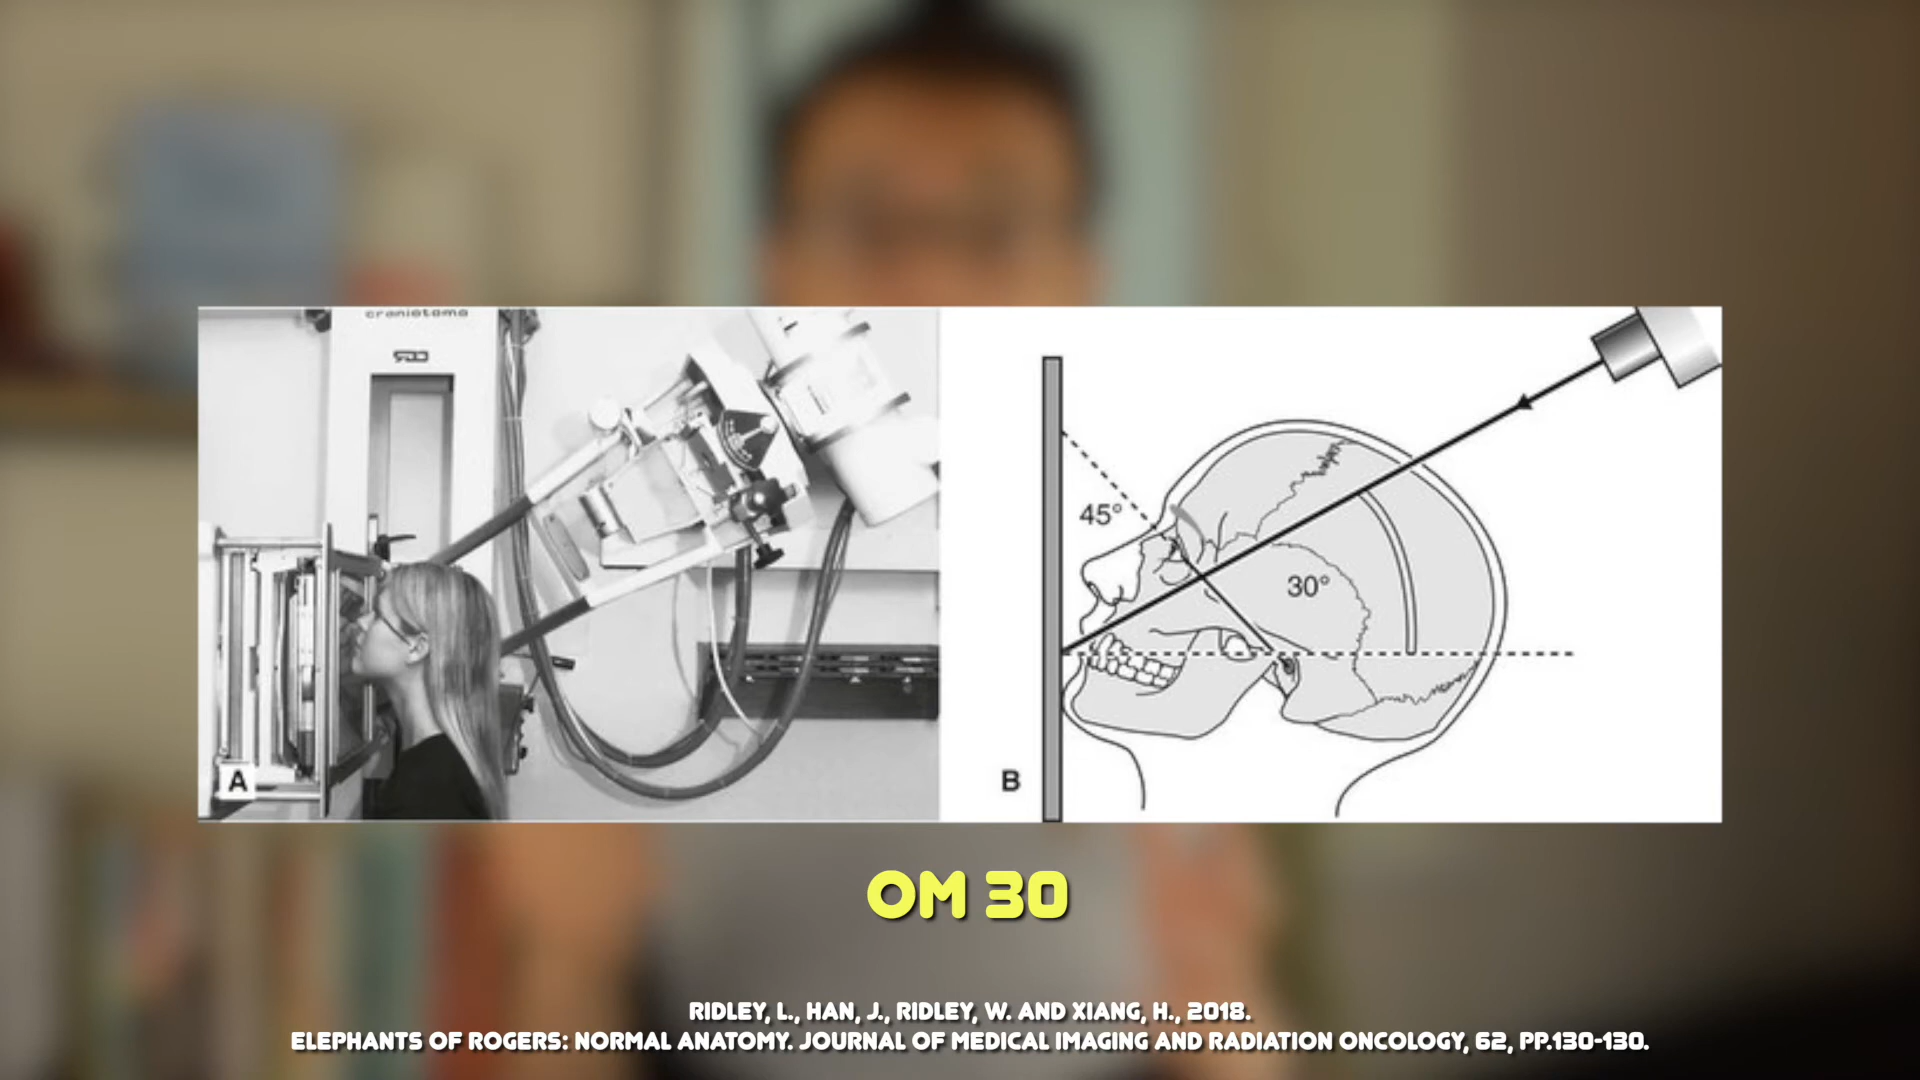 craniotome
A
45°
30°
B
OM 30
RIDLEY, L., HAN, J., RIDLEY, W. AND XIANG, H., 2018.
ELEPHANTS OF ROGERS: NORMAL ANATOMY. JOURNAL OF MEDICAL IMAGING AND RADIATION ONCOLOGY, 62, PP.130-130.